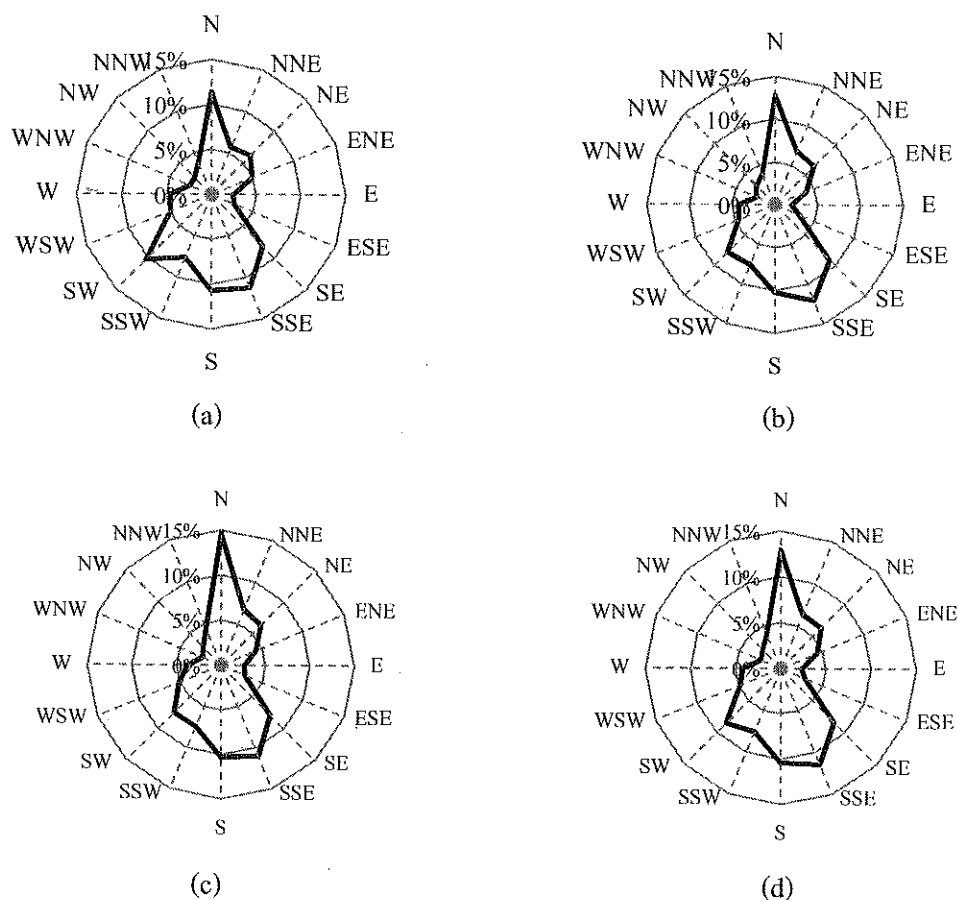 N
NNW 15% NNE
NW NE
10%
WNW ENE
5%
W 0% E
WSW ESE
SW SE
SSW SSE
S
(a)
N
NNW 15% NNE
NW NE
10%
WNW ENE
5%
W 0% E
WSW ESE
SW SE
SSW SSE
S
(b)
N
NNW 15% NNE
NW NE
10%
WNW ENE
5%
W 0% E
WSW ESE
SW SE
SSW SSE
S
(c)
N
NNW 15% NNE
NW NE
10%
WNW ENE
5%
W 0% E
WSW ESE
SW SE
SSW SSE
S
(d)